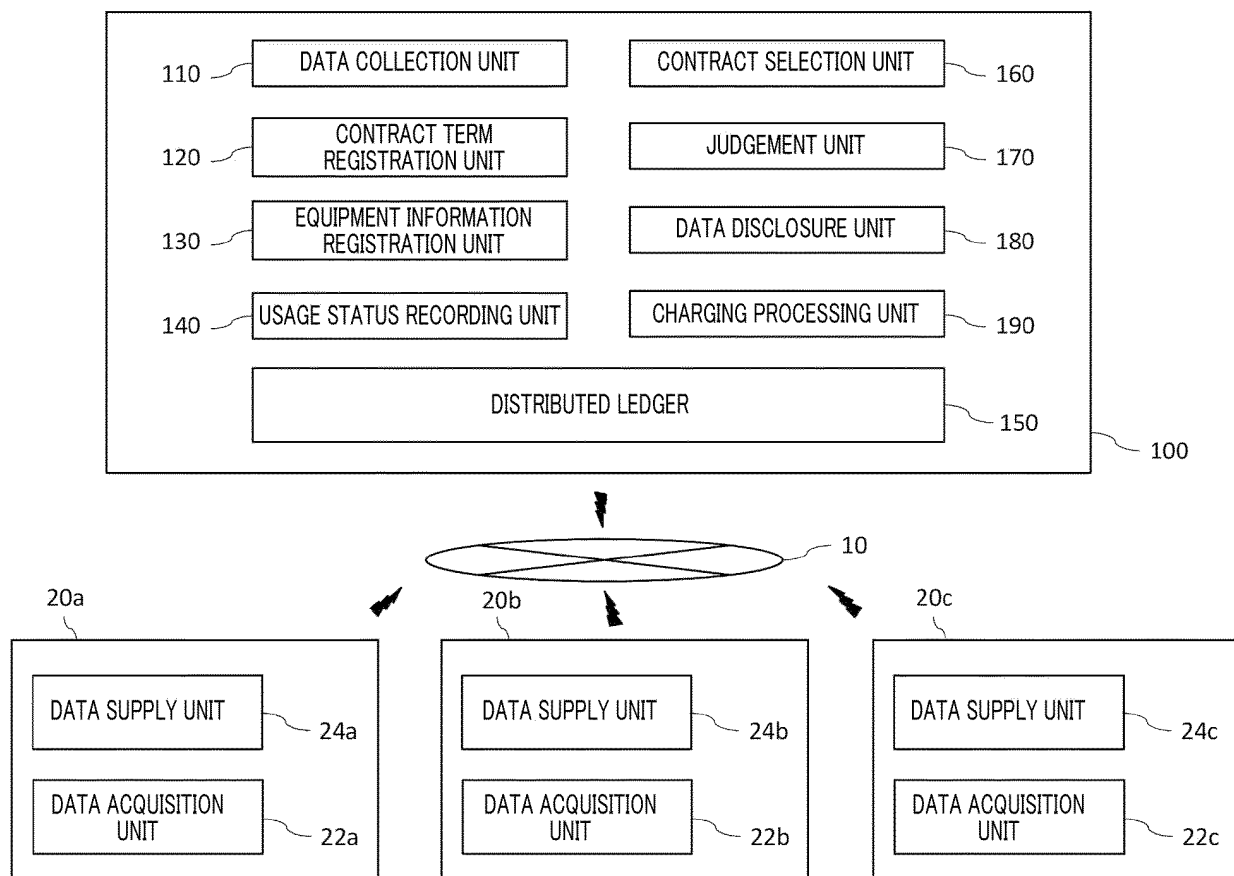 DATA COLLECTION UNIT
110
CONTRACT SELECTION UNIT
160
CONTRACT TERM
REGISTRATION UNIT
120
JUDGEMENT UNIT
170
EQUIPMENT INFORMATION
REGISTRATION UNIT
130
DATA DISCLOSURE UNIT
180
USAGE STATUS RECORDING UNIT
140
CHARGING PROCESSING UNIT
190
DISTRIBUTED LEDGER
150
100
10
20a
20b
20c
DATA SUPPLY UNIT
24a
DATA ACQUISITION
UNIT
22a
DATA SUPPLY UNIT
24b
DATA ACQUISITION
UNIT
22b
DATA SUPPLY UNIT
24c
DATA ACQUISITION
UNIT
22c